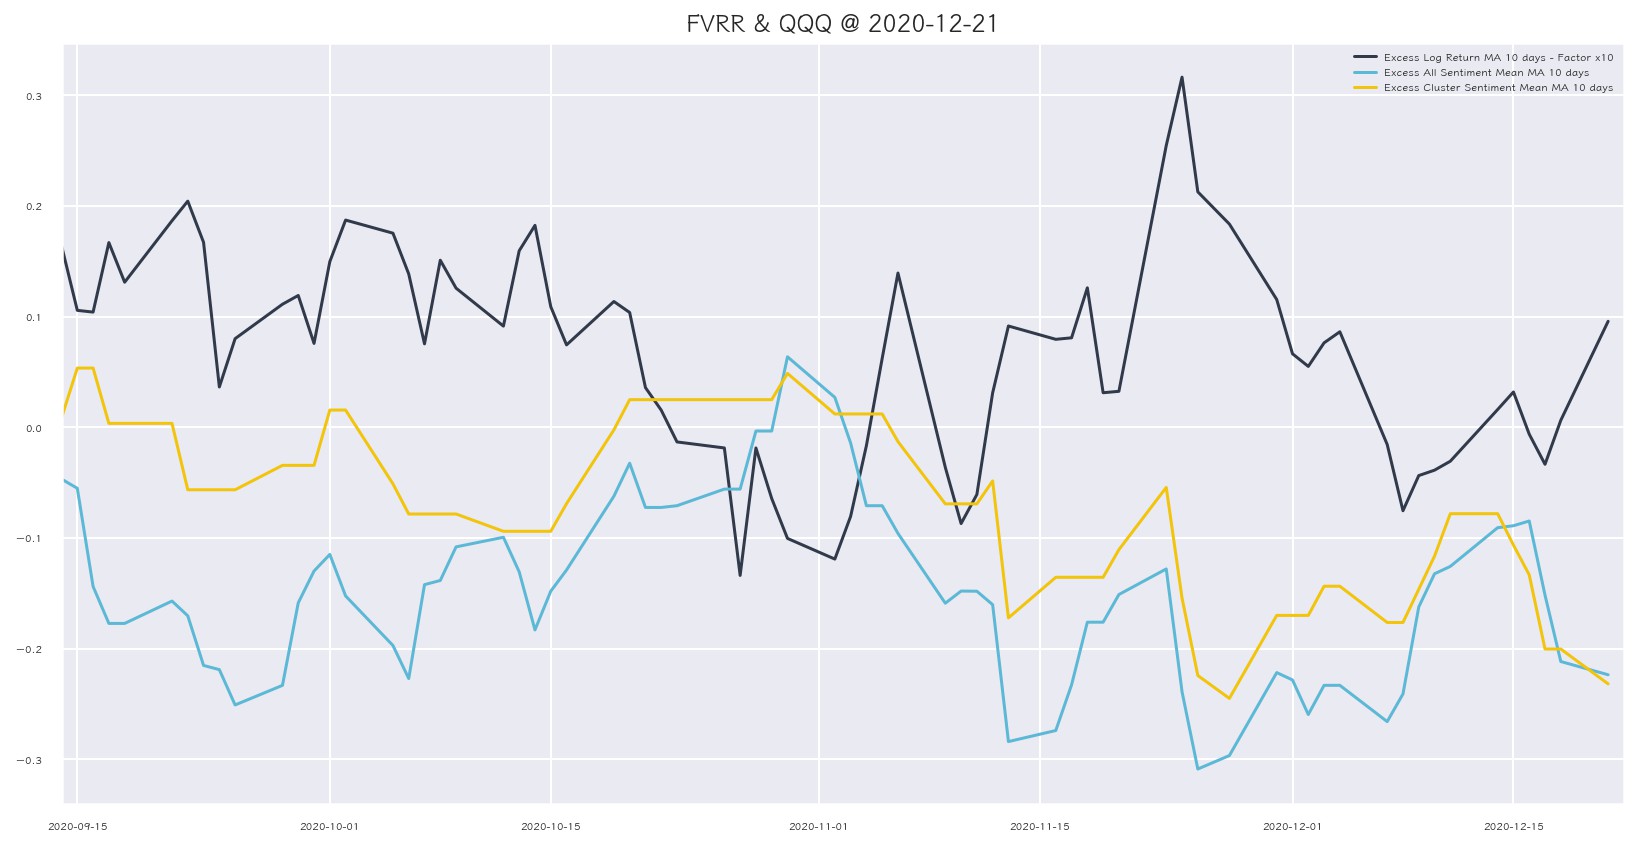 FVRR & QQQ @ 2020-12-21
Excess Log Return MA 10 days - Factor x10
Excess All Sentiment Mean MA 10 days
Excess Cluster Sentiment Mean MA 10 days
0.3
0.2
0.1
0.0
−0.1
−0.2
−0.3
2020-09-15 2020-10-01 2020-10-15 2020-11-01 2020-11-15 2020-12-01 2020-12-15